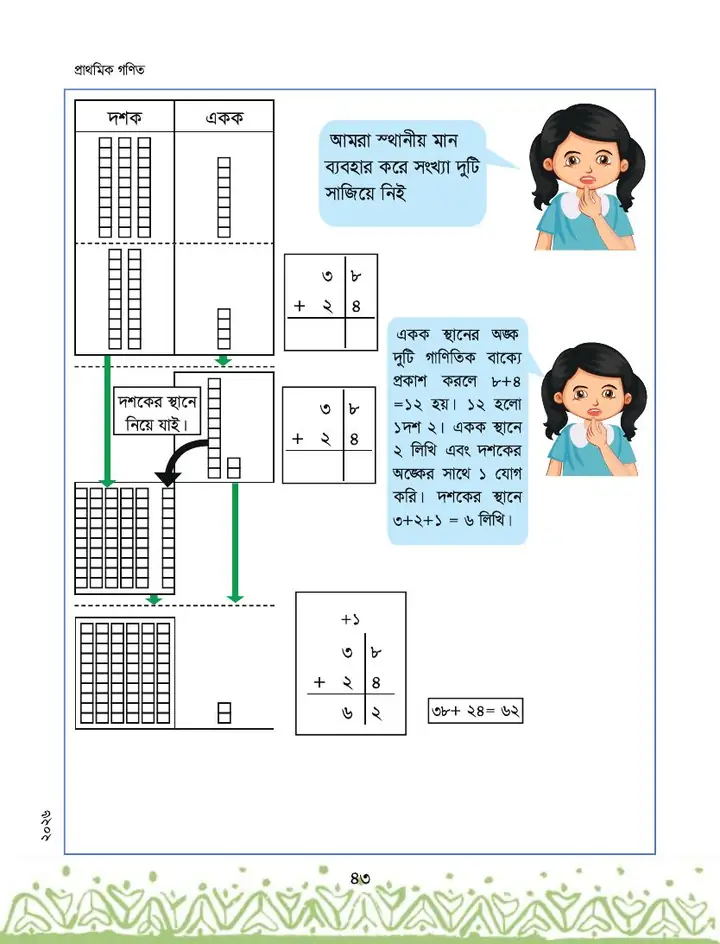 প্রাথমিক গণিত
দশক একক
আমরা স্থানীয় মান
ব্যবহার করে সংখ্যা দুটি
সাজিয়ে নিই
৩ ৮
+ ২ ৪
একক স্থানের অঙ্ক
দুটি গাণিতিক বাক্যে
প্রকাশ করলে ৮+৪
=১২ হয়। ১২ হলো
১দশ ২। একক স্থানে
২ লিখি এবং দশকের
অঙ্কের সাথে ১ যোগ
করি। দশকের স্থানে
৩+২+১ = ৬ লিখি।
দশকের স্থানে
নিয়ে যাই।
৩ ৮
+ ২ ৪
+১
৩ ৮
+ ২ ৪
৬ ২
৩৮+ ২৪= ৬২
২০২৬
৪৩